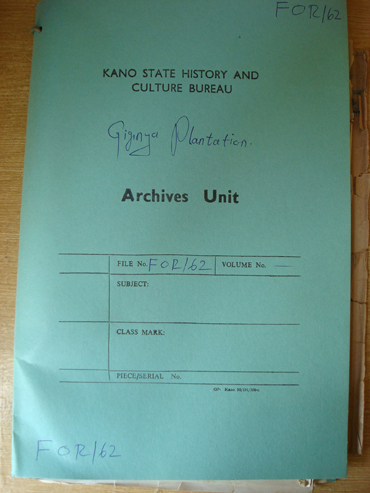 FOR/62
KANO STATE HISTORY AND
CULTURE BUREAU
Giginya Plantation.
Archives Unit
FILE No. FOR/62 VOLUME No. —
SUBJECT:
CLASS MARK:
PIECE/SERIAL No.
FOR/62